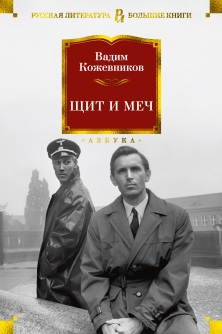 РУССКАЯ ЛИТЕРАТУРА БОЛЬШИЕ КНИГИ
Вадим
Кожевников
ЩИТ И МЕЧ
АЗБУКА